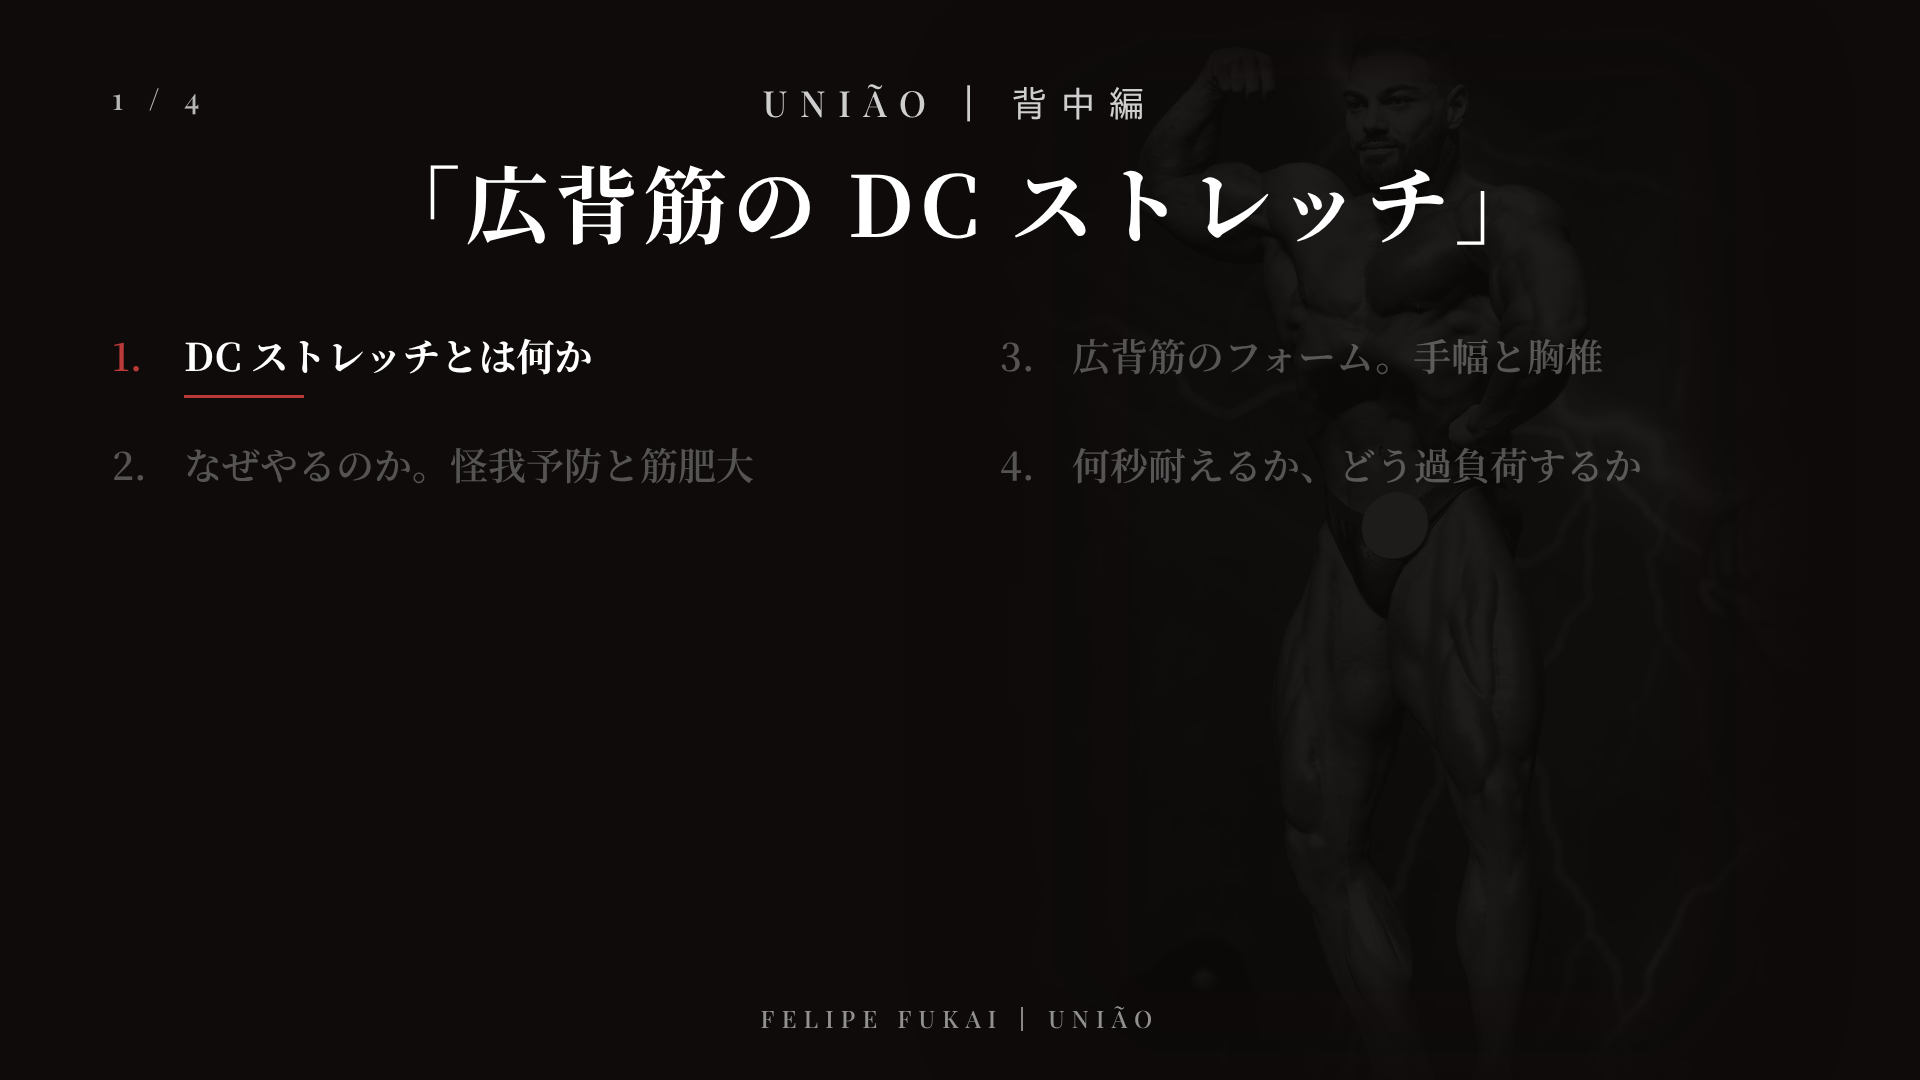 1 / 4
UNIÃO | 背中編
「広背筋の DC ストレッチ」
1. DC ストレッチとは何か
2. なぜやるのか。怪我予防と筋肥大
3. 広背筋のフォーム。手幅と胸椎
4. 何秒耐えるか、どう過負荷するか
FELIPE FUKAI | UNIÃO